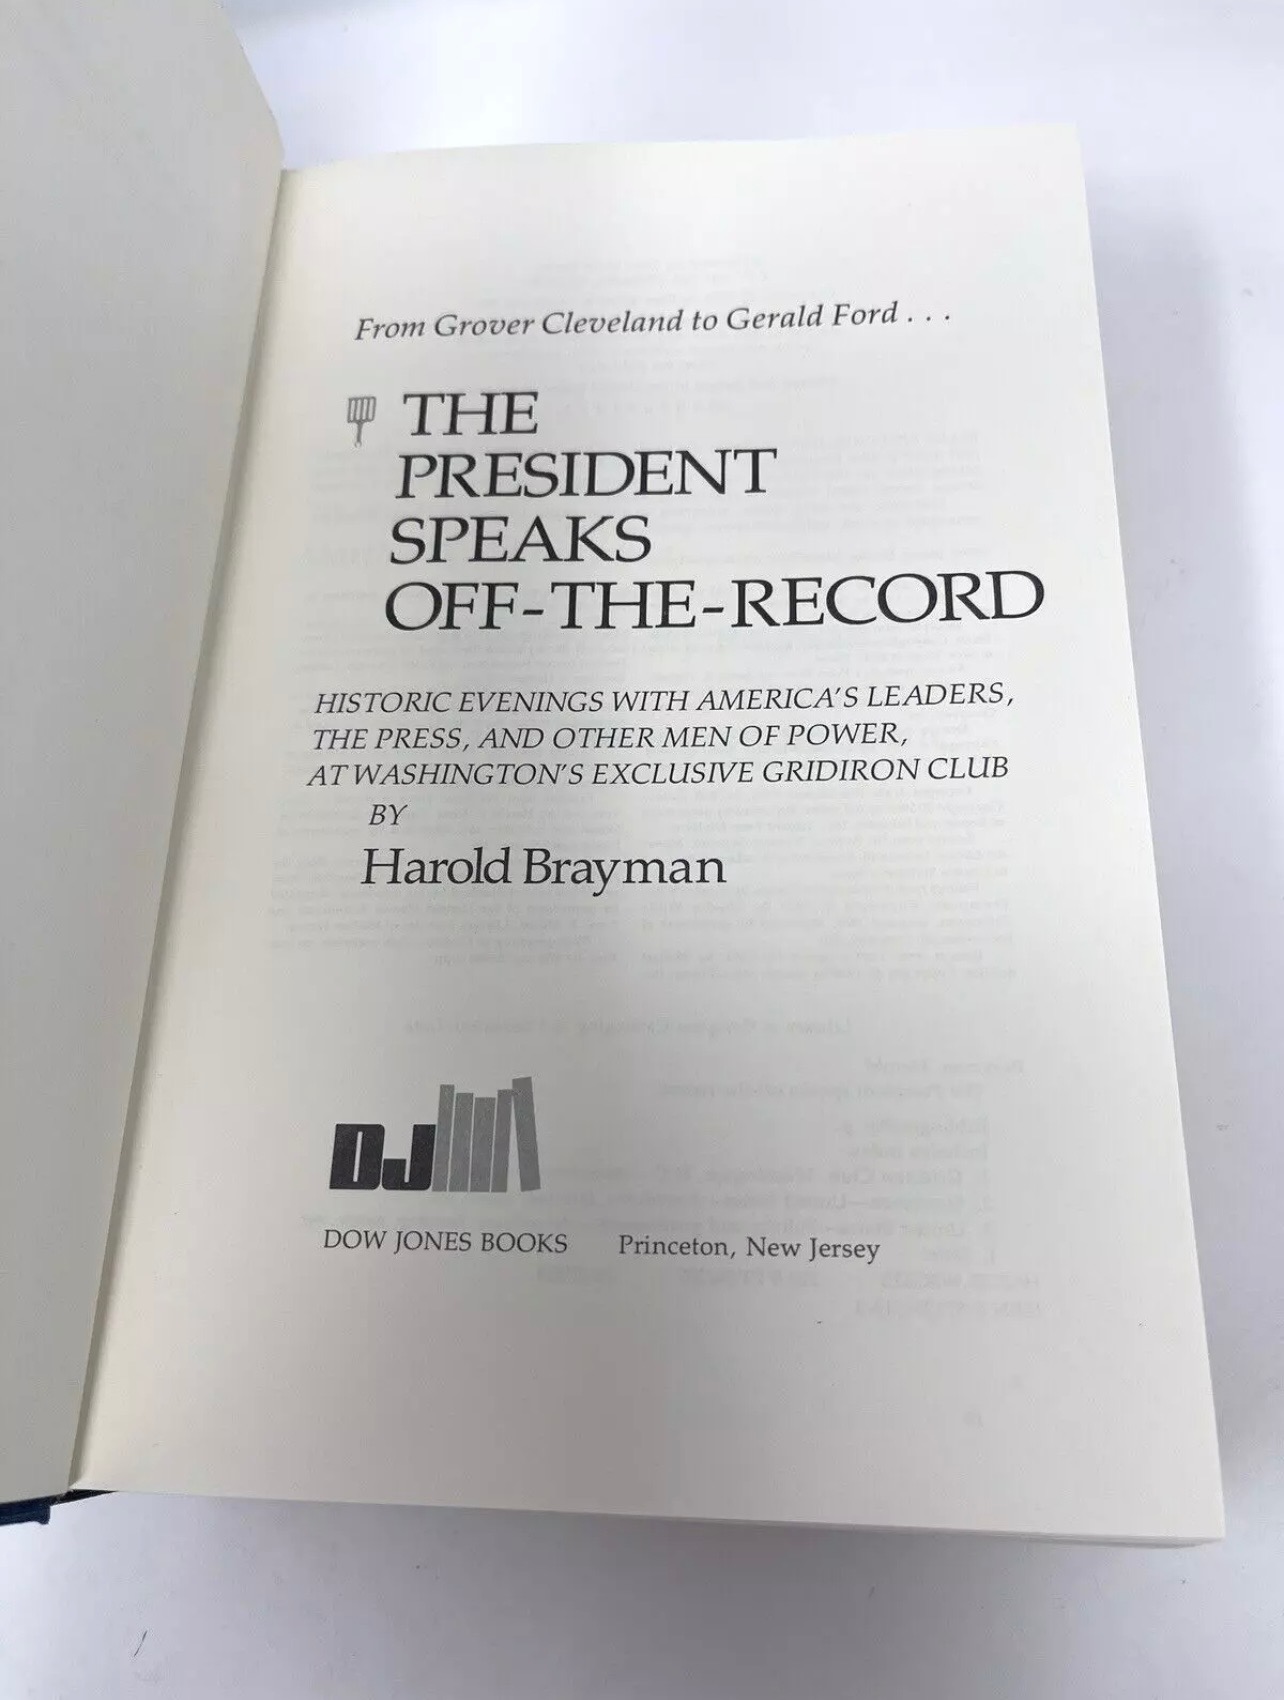 From Grover Cleveland to Gerald Ford . . .
THE
PRESIDENT
SPEAKS
OFF-THE-RECORD
HISTORIC EVENINGS WITH AMERICA'S LEADERS,
THE PRESS, AND OTHER MEN OF POWER,
AT WASHINGTON'S EXCLUSIVE GRIDIRON CLUB
BY
Harold Brayman
DJ
DOW JONES BOOKS Princeton, New Jersey